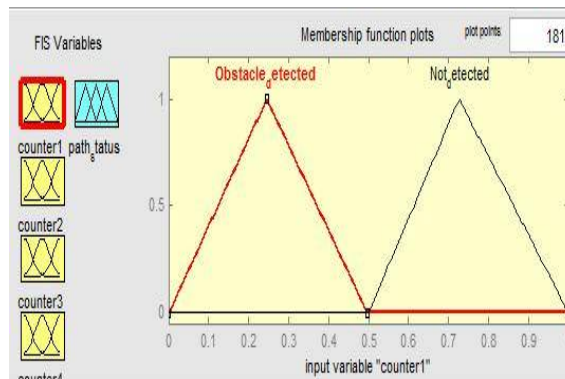 FIS Variables
Membership function plots
plot points:
181
Obstacle_detected
Not_detected
counter1
path_status
counter2
counter3
counter4
1
0.5
0
0 0.1 0.2 0.3 0.4 0.5 0.6 0.7 0.8 0.9
input variable "counter1"